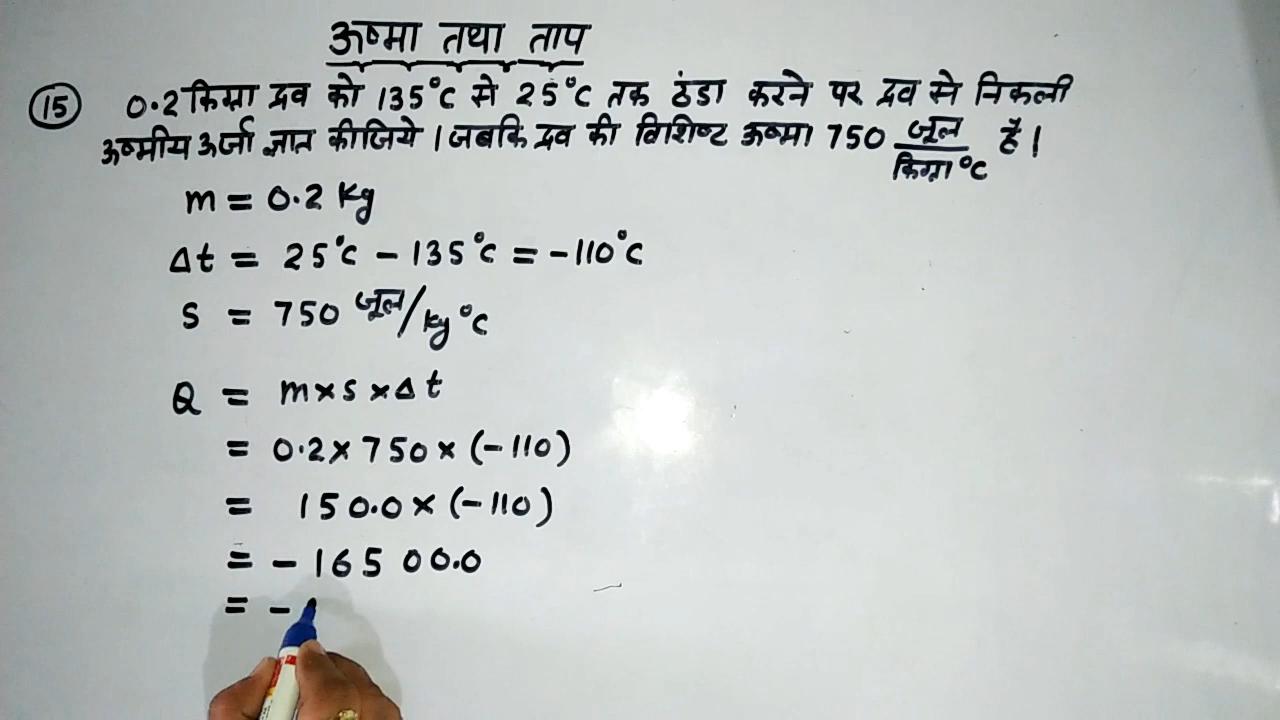 ऊष्मा तथा ताप
15 0.2 किग्रा द्रव को 135°C से 25°C तक ठंडा करने पर द्रव से निकली
ऊष्मीय ऊर्जा ज्ञात कीजिये । जबकि द्रव की विशिष्ट ऊष्मा 750 जूल/किग्रा°C है ।
m = 0.2 Kg
Δt = 25°C - 135°C = -110°C
S = 750 जूल/Kg°C
Q = m×s×Δt
= 0.2×750×(-110)
= 150.0×(-110)
= -16500.0
= -